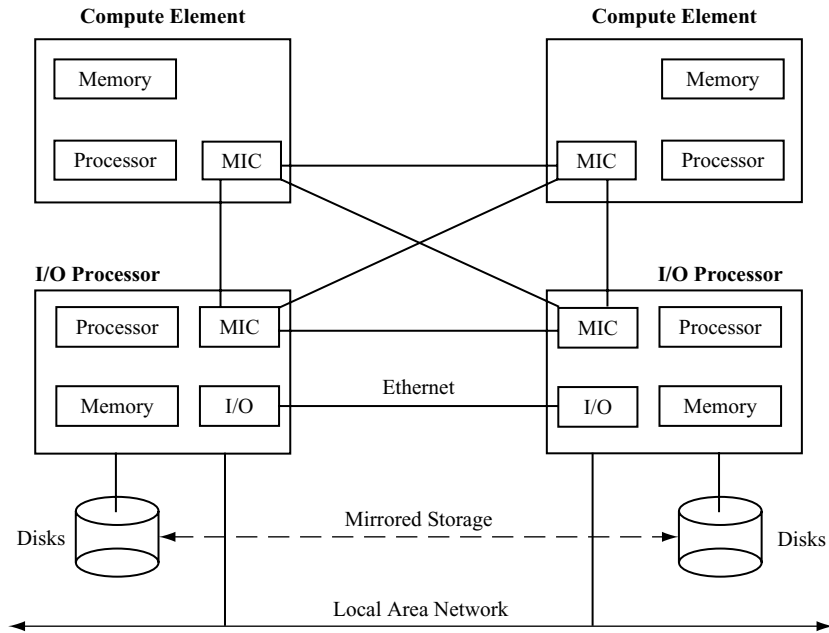 Compute Element
Compute Element
Memory
Memory
Processor
MIC
MIC
Processor
I/O Processor
I/O Processor
Processor
MIC
MIC
Processor
Ethernet
Memory
I/O
I/O
Memory
Mirrored Storage
Disks
Disks
Local Area Network